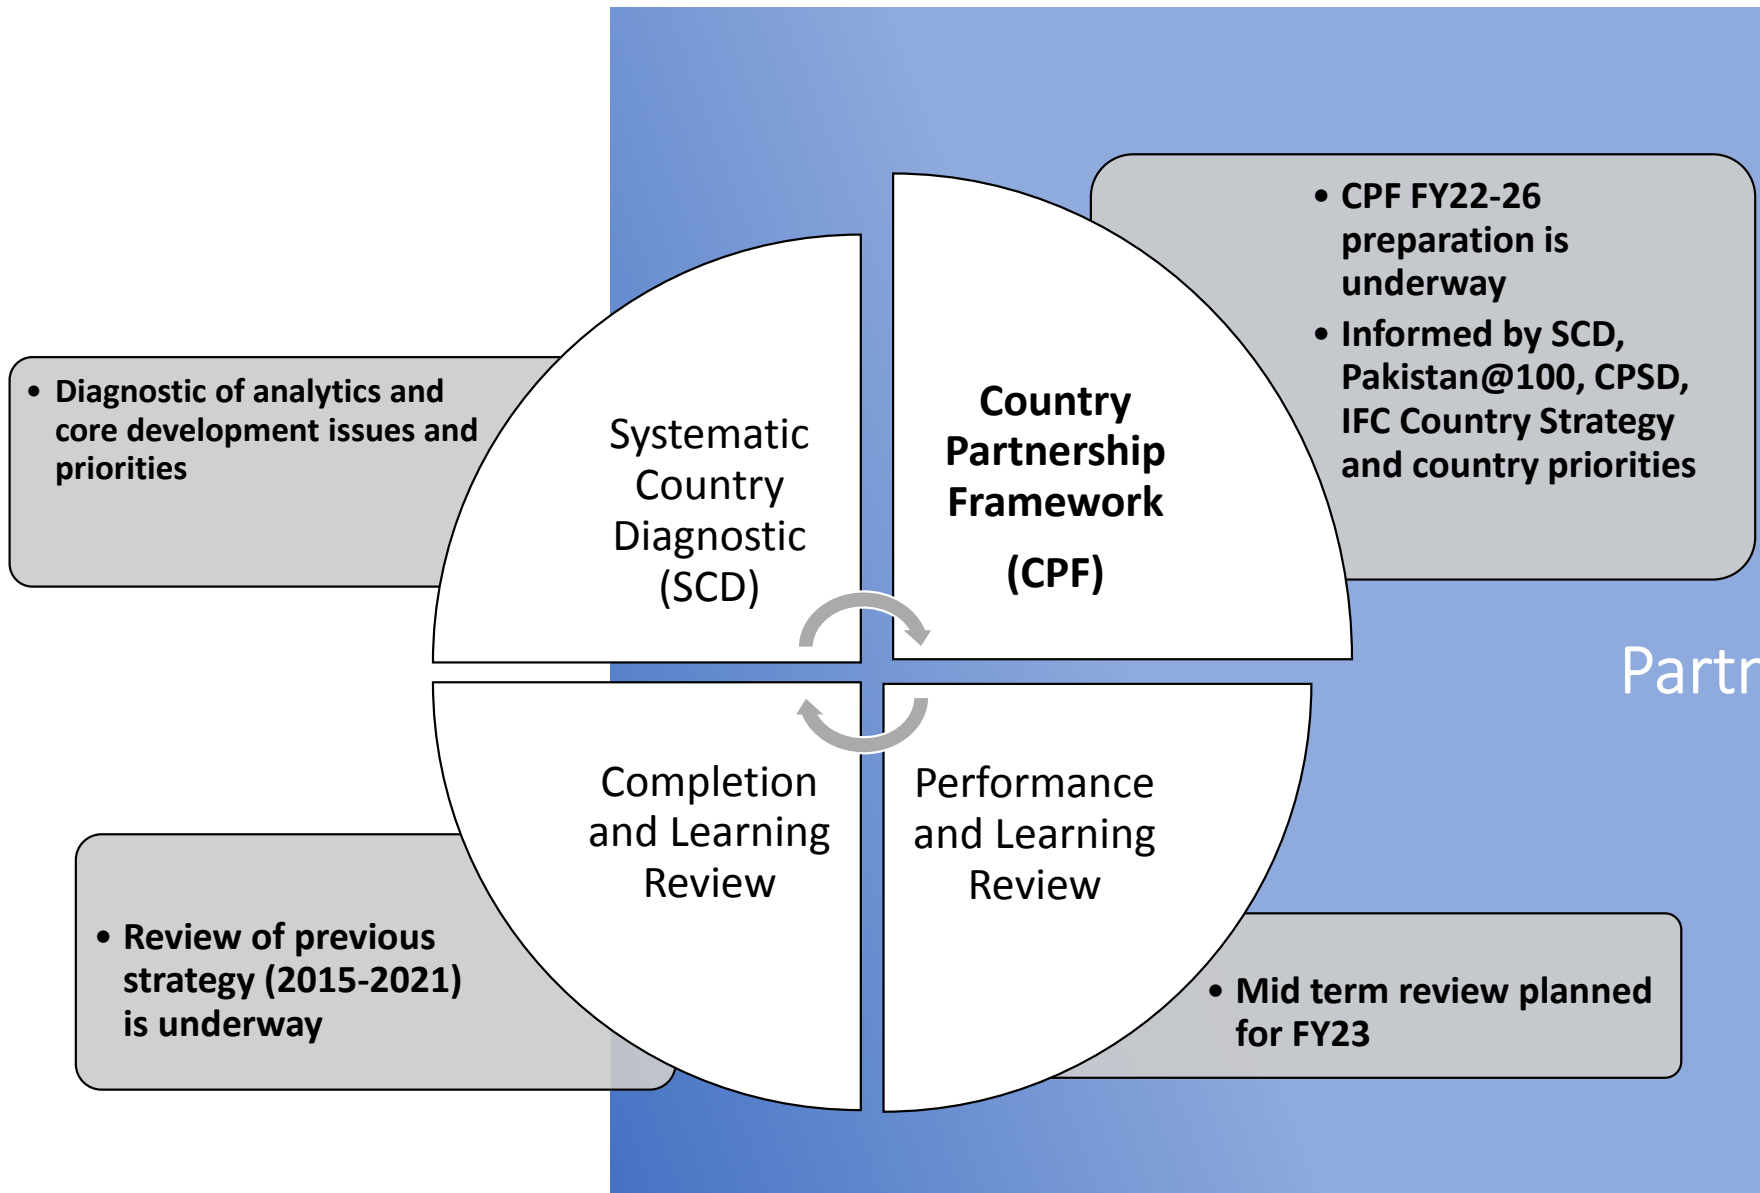 • Diagnostic of analytics and
core development issues and
priorities
Systematic
Country
Diagnostic
(SCD)
Country
Partnership
Framework
(CPF)
• CPF FY22-26
preparation is
underway
• Informed by SCD,
Pakistan@100, CPSD,
IFC Country Strategy
and country priorities
Partn
Completion
and Learning
Review
Performance
and Learning
Review
• Review of previous
strategy (2015-2021)
is underway
• Mid term review planned
for FY23